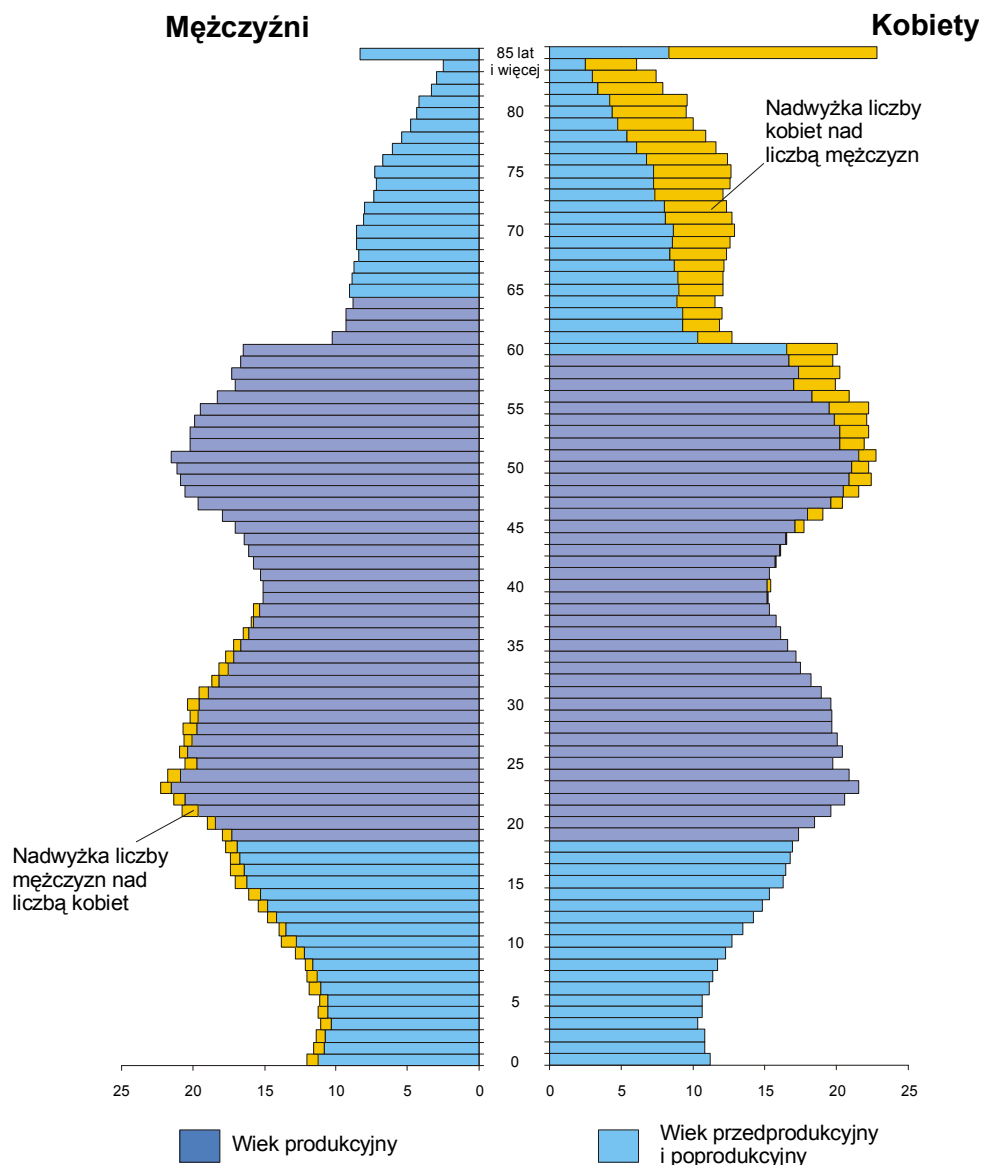 Mężczyźni
Kobiety
85 lat
i więcej
80
75
70
65
60
55
50
45
40
35
30
25
20
15
10
5
0
Nadwyżka liczby
kobiet nad
liczbą mężczyzn
Nadwyżka liczby
mężczyzn nad
liczbą kobiet
25 20 15 10 5 0
0 5 10 15 20 25
Wiek produkcyjny
Wiek przedprodukcyjny
i poprodukcyjny